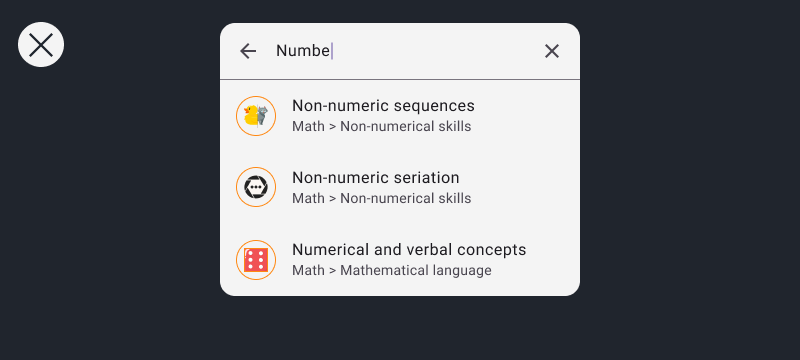 Numbe
Non-numeric sequences
Math > Non-numerical skills
Non-numeric seriation
Math > Non-numerical skills
Numerical and verbal concepts
Math > Mathematical language